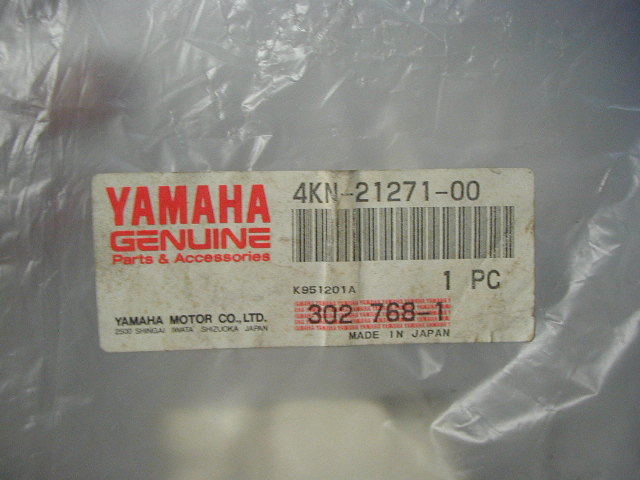 YAMAHA
GENUINE
Parts & Accessories
YAMAHA MOTOR CO., LTD.
2500 SHINGAI IWATA SHIZUOKA JAPAN
4KN-21271-00
K951201A
1 PC
302 768-1
MADE IN JAPAN